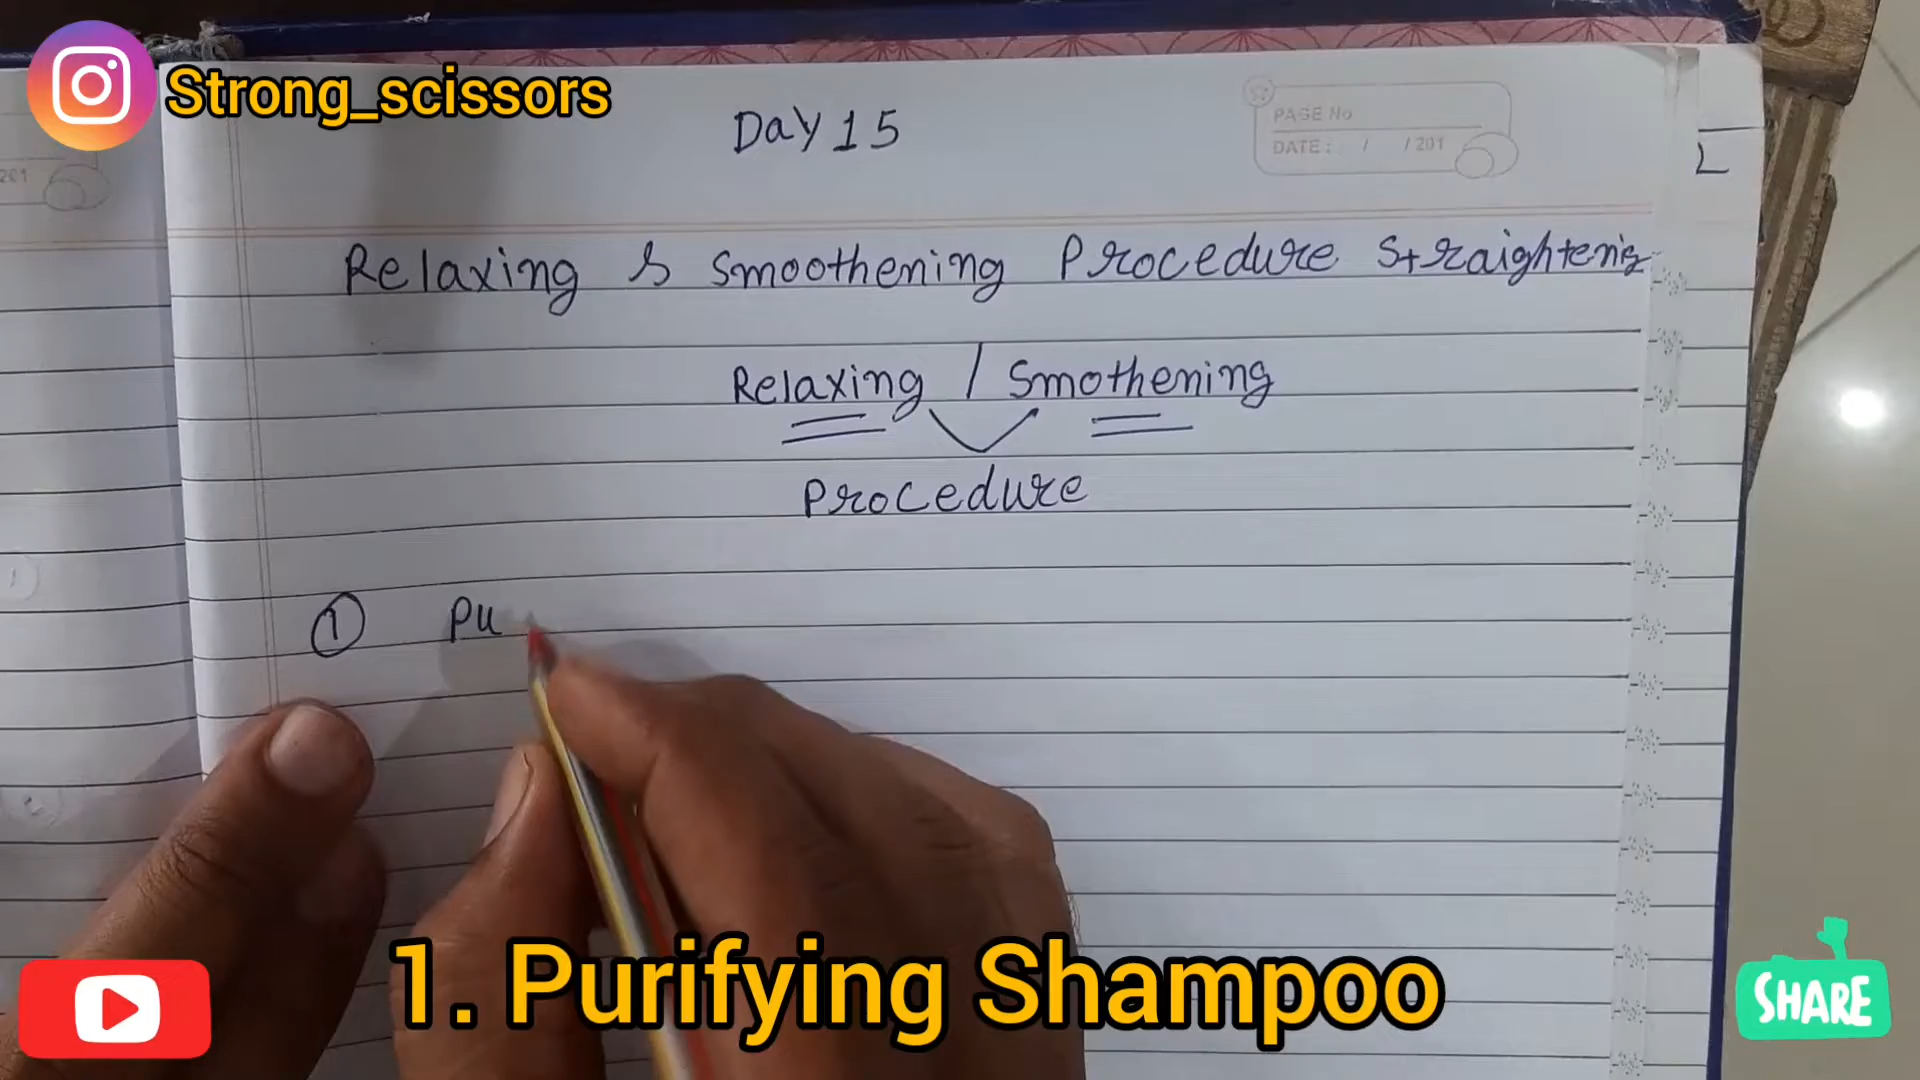 Strong_scissors
Day 15
PAGE No
DATE : / / 201
201
L
Relaxing & Smoothening Procedure Straightening
Relaxing / Smothening
Procedure
1 Pu
1. Purifying Shampoo
SHARE